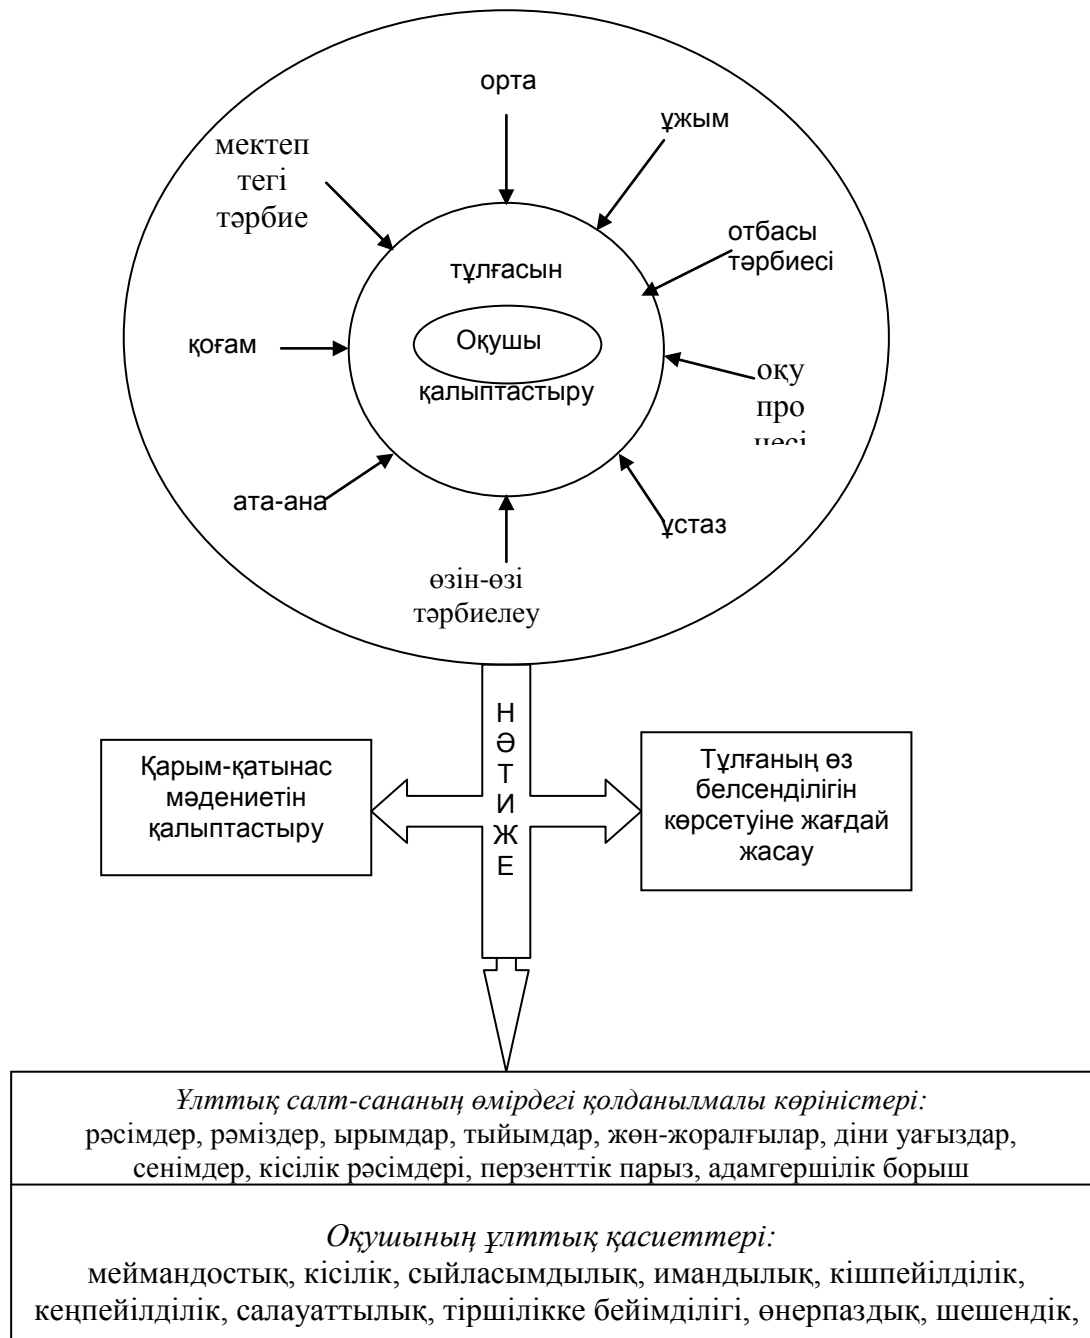 орта
ұжым
мектеп
тегі
тәрбие
отбасы
тәрбиесі
тұлғасын
Оқушы
қалыптастыру
қоғам
оқу
про
цесі
ата-ана
ұстаз
өзін-өзі
тәрбиелеу
Н
Ә
Т
И
Ж
Е
Қарым-қатынас
мәдениетін
қалыптастыру
Тұлғаның өз
белсенділігін
көрсетуіне жағдай
жасау
Ұлттық салт-сананың өмірдегі қолданылмалы көріністері:
рәсімдер, рәміздер, ырымдар, тыйымдар, жөн-жоралғылар, діни уағыздар,
сенімдер, кісілік рәсімдері, перзенттік парыз, адамгершілік борыш
Оқушының ұлттық қасиеттері:
меймандостық, кісілік, сыйласымдылық, имандылық, кішпейілділік,
кеңпейілділік, салауаттылық, тіршілікке бейімділігі, өнерпаздық, шешендік,